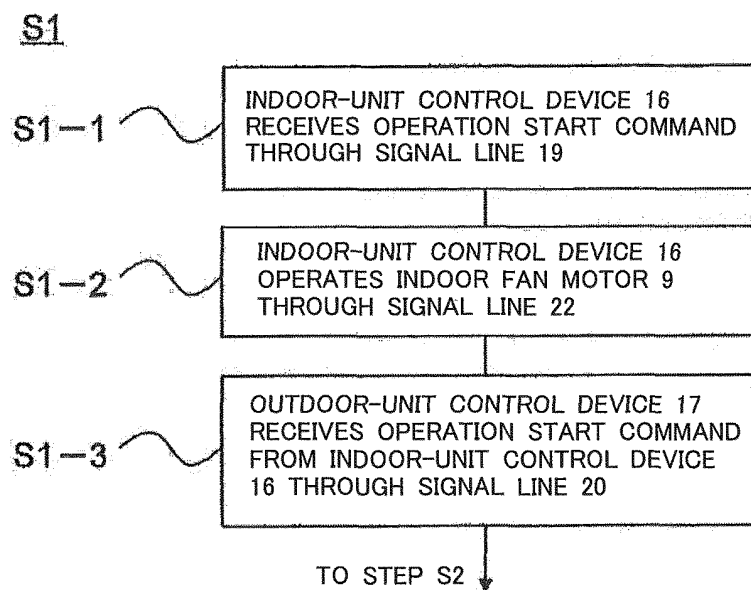 S1
S1-1
INDOOR-UNIT CONTROL DEVICE 16
RECEIVES OPERATION START COMMAND
THROUGH SIGNAL LINE 19
S1-2
INDOOR-UNIT CONTROL DEVICE 16
OPERATES INDOOR FAN MOTOR 9
THROUGH SIGNAL LINE 22
S1-3
OUTDOOR-UNIT CONTROL DEVICE 17
RECEIVES OPERATION START COMMAND
FROM INDOOR-UNIT CONTROL DEVICE
16 THROUGH SIGNAL LINE 20
TO STEP S2